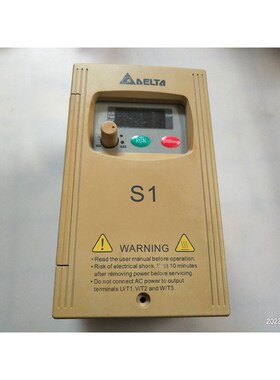 DELTA
RUN
S1
WARNING
• Read the user manual before operation.
• Risk of electrical shock. Wait 10 minutes
after removing power before servicing.
• Do not connect AC power to output
terminals U/T1, V/T2 and W/T3.